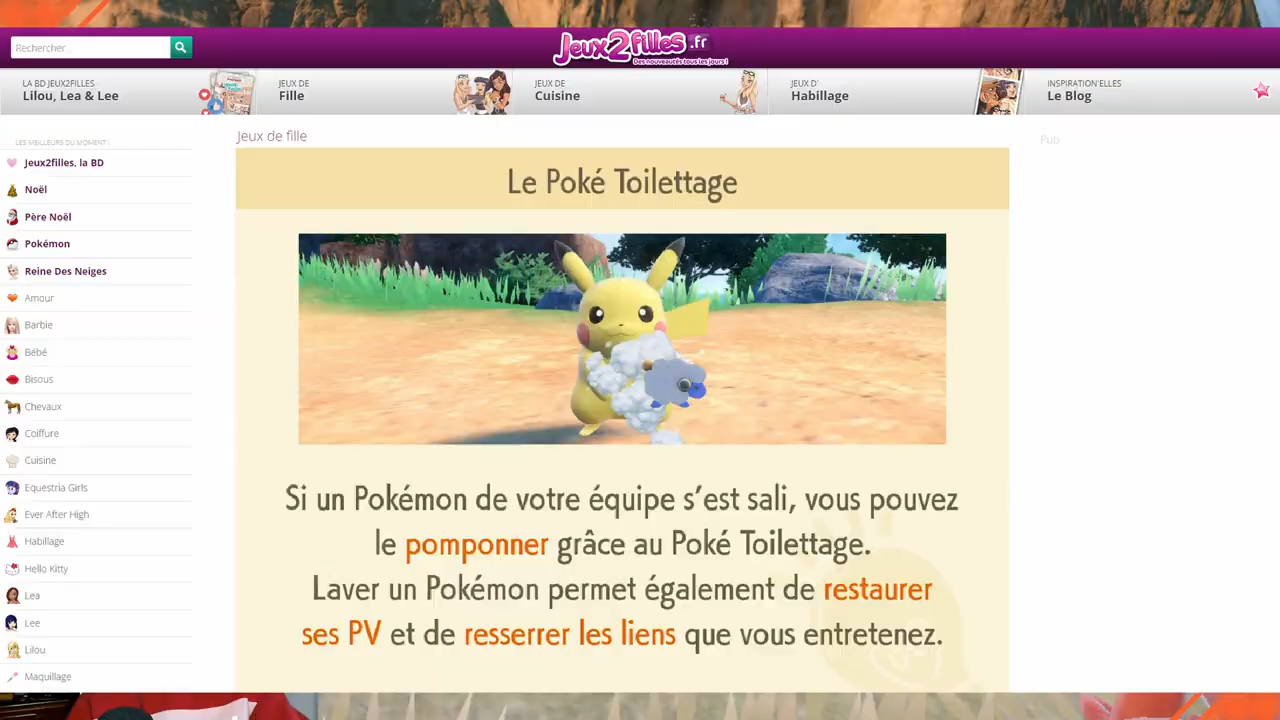 Rechercher...
Jeux2filles.fr
Des nouveautés tous les jours!
LA BD JEUX2FILLES
Lilou, Lea & Lee
JEUX DE
Fille
JEUX DE
Cuisine
JEUX D'
Habillage
INSPIRATION'ELLES
Le Blog
LES MEILLEURS DU MOMENT :
Jeux2filles, la BD
Noël
Père Noël
Pokémon
Reine Des Neiges
Amour
Barbie
Bébé
Bisous
Chevaux
Coiffure
Cuisine
Equestria Girls
Ever After High
Habillage
Hello Kitty
Lea
Lee
Lilou
Maquillage
Jeux de fille
Le Poké Toilettage
Si un Pokémon de votre équipe s'est sali, vous pouvez
le pomponner grâce au Poké Toilettage.
Laver un Pokémon permet également de restaurer
ses PV et de resserrer les liens que vous entretenez.
Pub